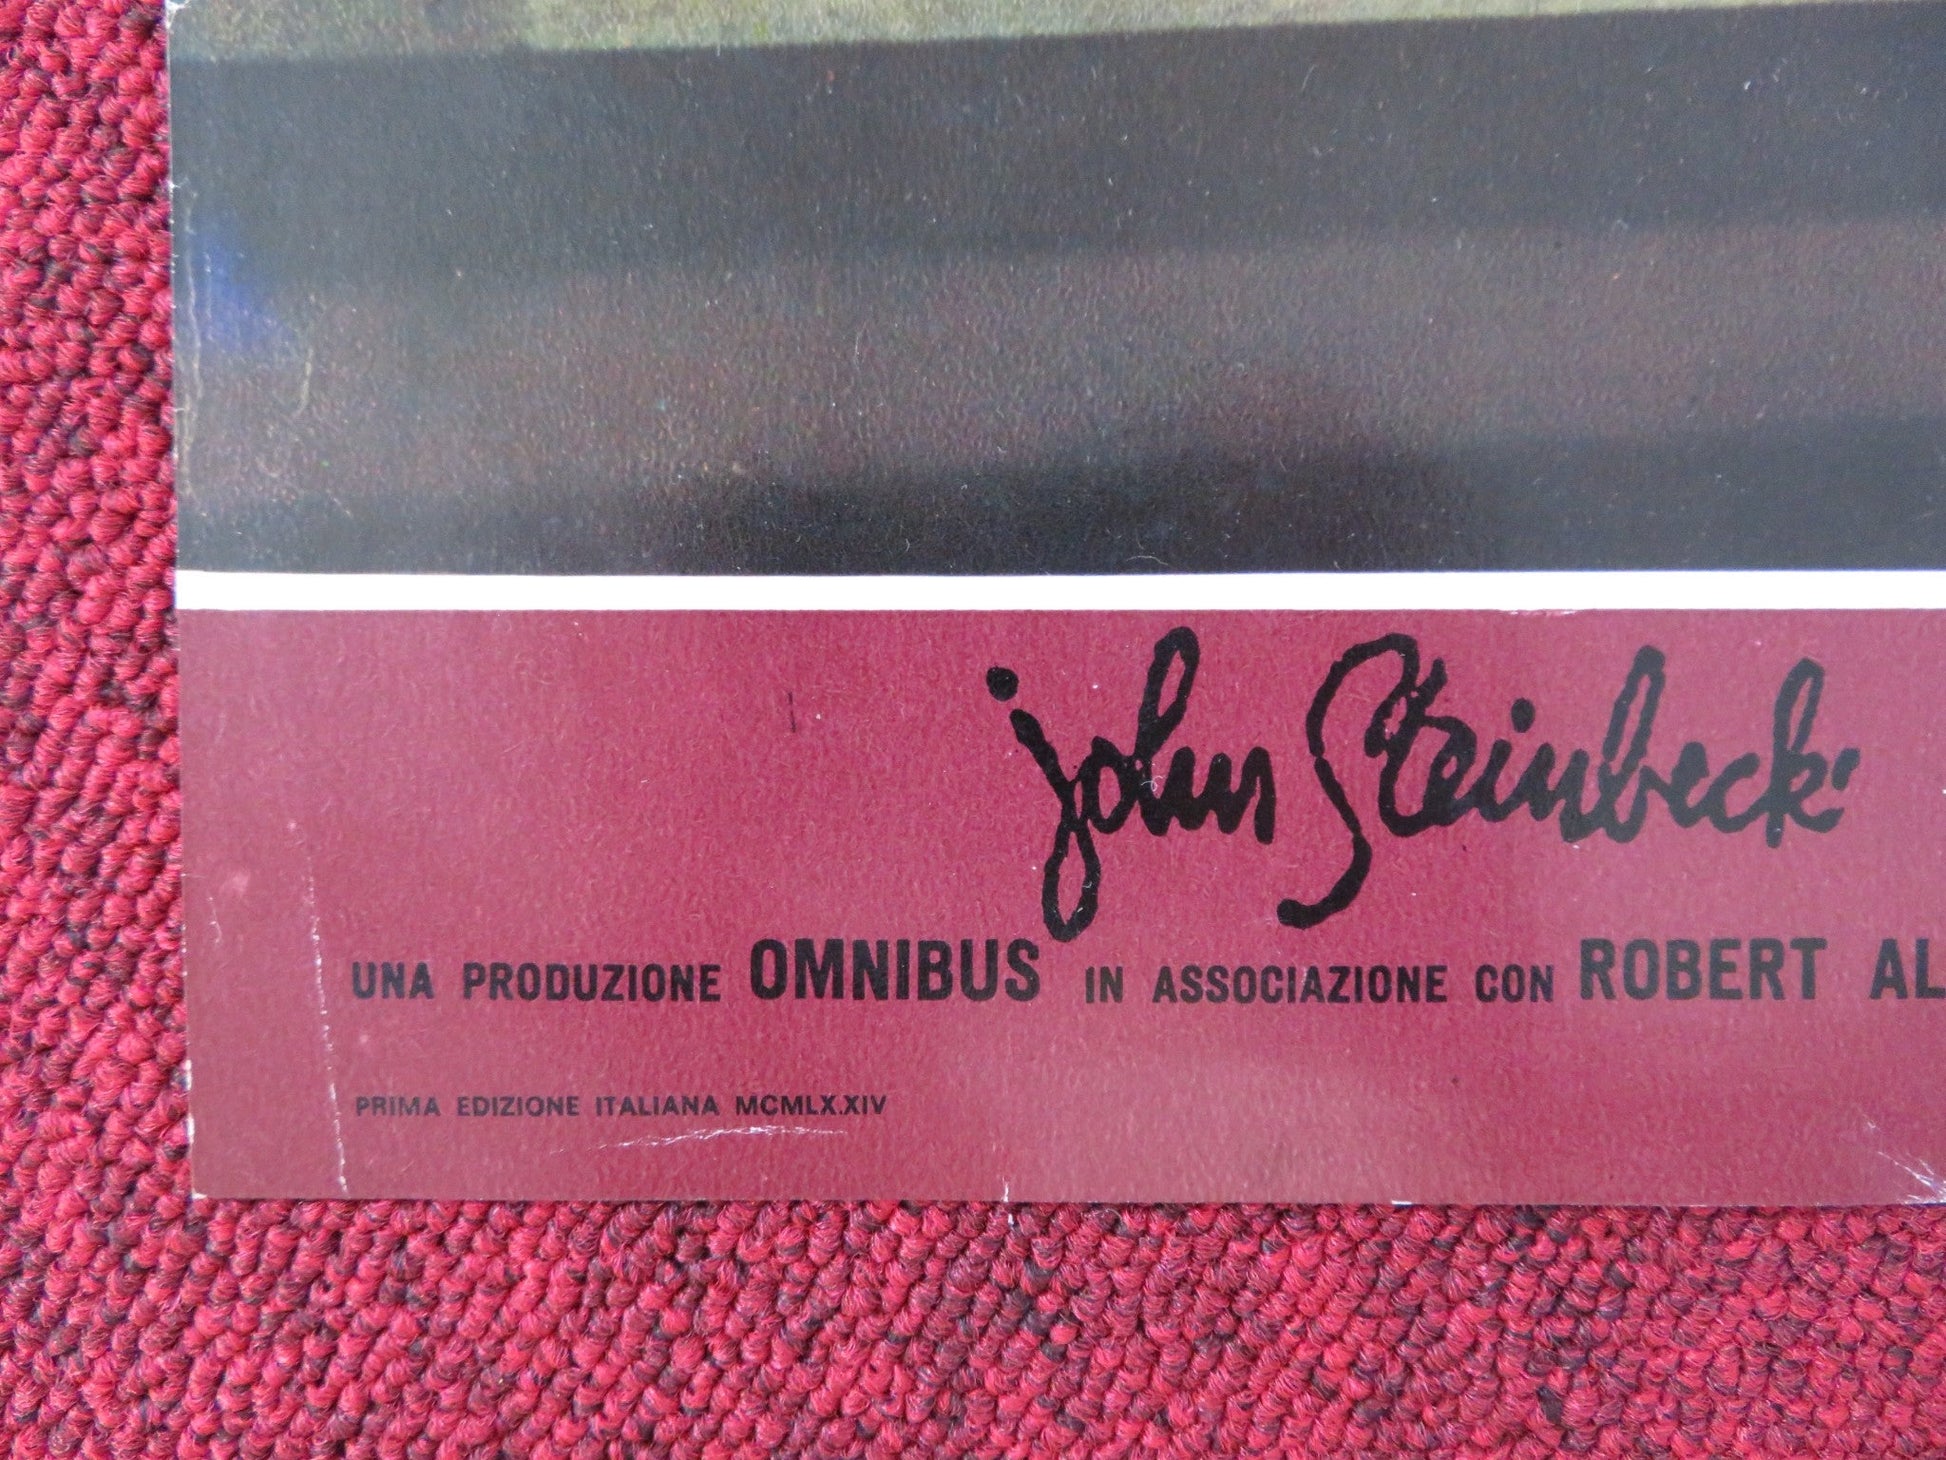 john Steinbeck
UNA PRODUZIONE OMNIBUS IN ASSOCIAZIONE CON ROBERT AL
PRIMA EDIZIONE ITALIANA MCMLX.XIV